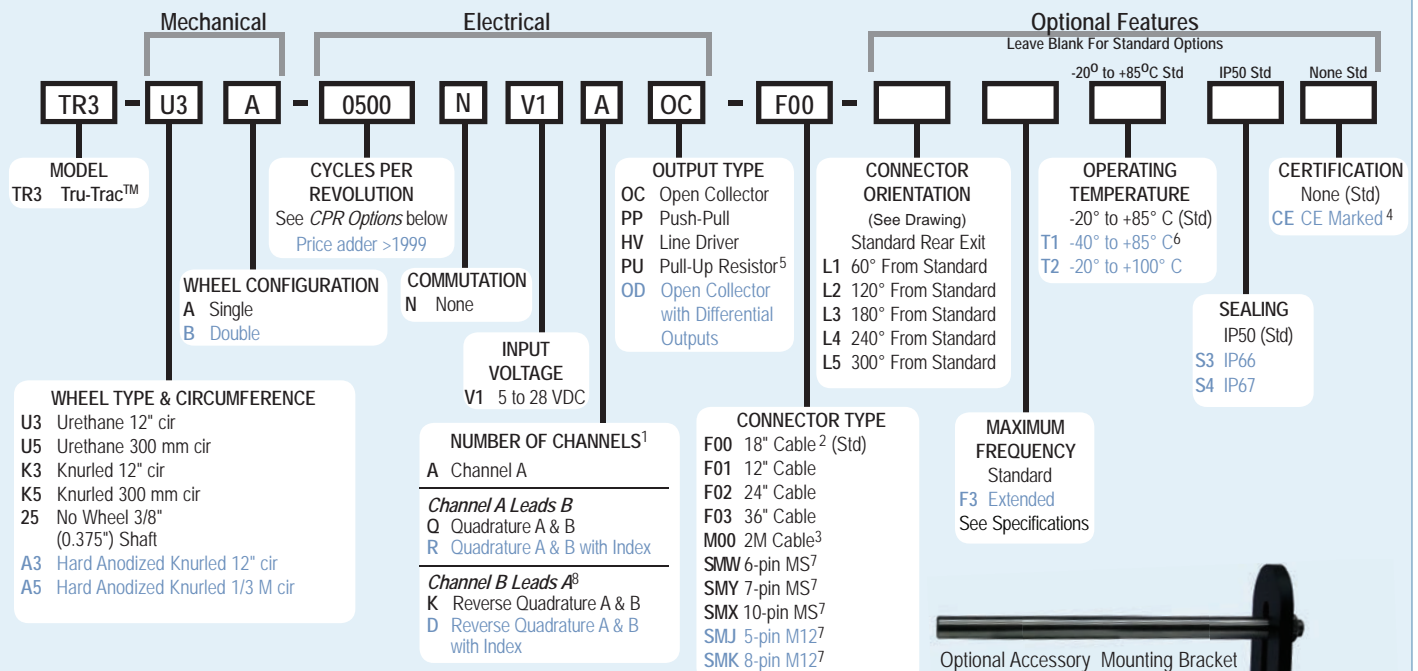 Mechanical
Electrical
Optional Features
Leave Blank For Standard Options
-20⁰ to +85⁰C Std
IP50 Std
None Std
TR3 - U3 A - 0500 N V1 A OC - F00 -
MODEL
TR3 Tru-Trac™
WHEEL TYPE & CIRCUMFERENCE
U3 Urethane 12" cir
U5 Urethane 300 mm cir
K3 Knurled 12" cir
K5 Knurled 300 mm cir
25 No Wheel 3/8"
(0.375") Shaft
A3 Hard Anodized Knurled 12" cir
A5 Hard Anodized Knurled 1/3 M cir
WHEEL CONFIGURATION
A Single
B Double
CYCLES PER
REVOLUTION
See CPR Options below
Price adder >1999
COMMUTATION
N None
INPUT
VOLTAGE
V1 5 to 28 VDC
NUMBER OF CHANNELS¹
A Channel A
Channel A Leads B
Q Quadrature A & B
R Quadrature A & B with Index
Channel B Leads A⁸
K Reverse Quadrature A & B
D Reverse Quadrature A & B
with Index
OUTPUT TYPE
OC Open Collector
PP Push-Pull
HV Line Driver
PU Pull-Up Resistor⁵
OD Open Collector
with Differential
Outputs
CONNECTOR TYPE
F00 18" Cable ² (Std)
F01 12" Cable
F02 24" Cable
F03 36" Cable
M00 2M Cable³
SMW 6-pin MS⁷
SMY 7-pin MS⁷
SMX 10-pin MS⁷
SMJ 5-pin M12⁷
SMK 8-pin M12⁷
CONNECTOR
ORIENTATION
(See Drawing)
Standard Rear Exit
L1 60° From Standard
L2 120° From Standard
L3 180° From Standard
L4 240° From Standard
L5 300° From Standard
MAXIMUM
FREQUENCY
Standard
F3 Extended
See Specifications
OPERATING
TEMPERATURE
-20° to +85° C (Std)
T1 -40° to +85° C⁶
T2 -20° to +100° C
SEALING
IP50 (Std)
S3 IP66
S4 IP67
CERTIFICATION
None (Std)
CE CE Marked ⁴
Optional Accessory Mounting Bracket